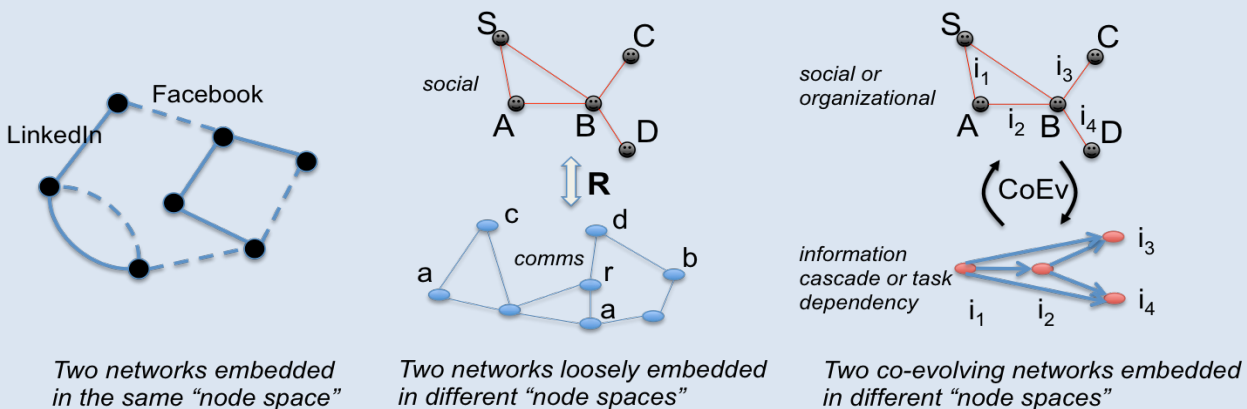 Facebook
LinkedIn
Two networks embedded
in the same “node space”
S
C
social
A
B
D
R
c
d
comms
b
a
r
a
Two networks loosely embedded
in different “node spaces”
S
C
social or
organizational
i1
i3
A
i2
B
i4
D
CoEv
information
cascade or task
dependency
i3
i1
i2
i4
Two co-evolving networks embedded
in different “node spaces”